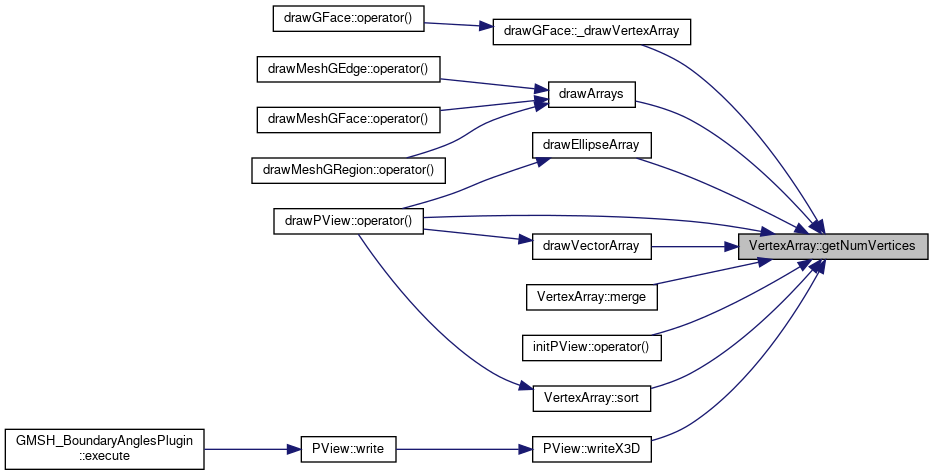 drawGFace::operator()
drawGFace::_drawVertexArray
drawMeshGEdge::operator()
drawArrays
drawMeshGFace::operator()
drawEllipseArray
drawMeshGRegion::operator()
drawPView::operator()
drawVectorArray
VertexArray::getNumVertices
VertexArray::merge
initPView::operator()
VertexArray::sort
GMSH_BoundaryAnglesPlugin
::execute
PView::write
PView::writeX3D